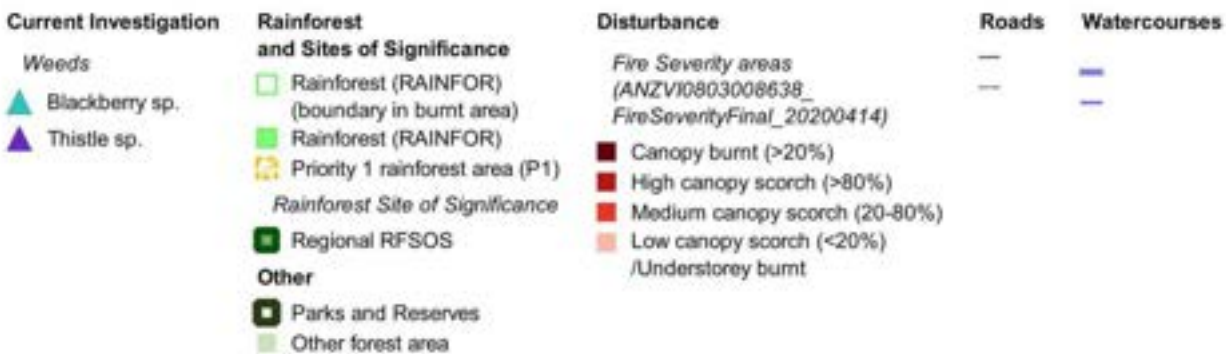 Current Investigation
Weeds
Blackberry sp.
Thistle sp.
Rainforest
and Sites of Significance
Rainforest (RAINFOR)
(boundary in burnt area)
Rainforest (RAINFOR)
Priority 1 rainforest area (P1)
Rainforest Site of Significance
Regional RFSOS
Other
Parks and Reserves
Other forest area
Disturbance
Fire Severity areas
(ANZVI0803008638_
FireSeverityFinal_20200414)
Canopy burnt (>20%)
High canopy scorch (>80%)
Medium canopy scorch (20-80%)
Low canopy scorch (<20%)
/Understorey burnt
Roads
Watercourses